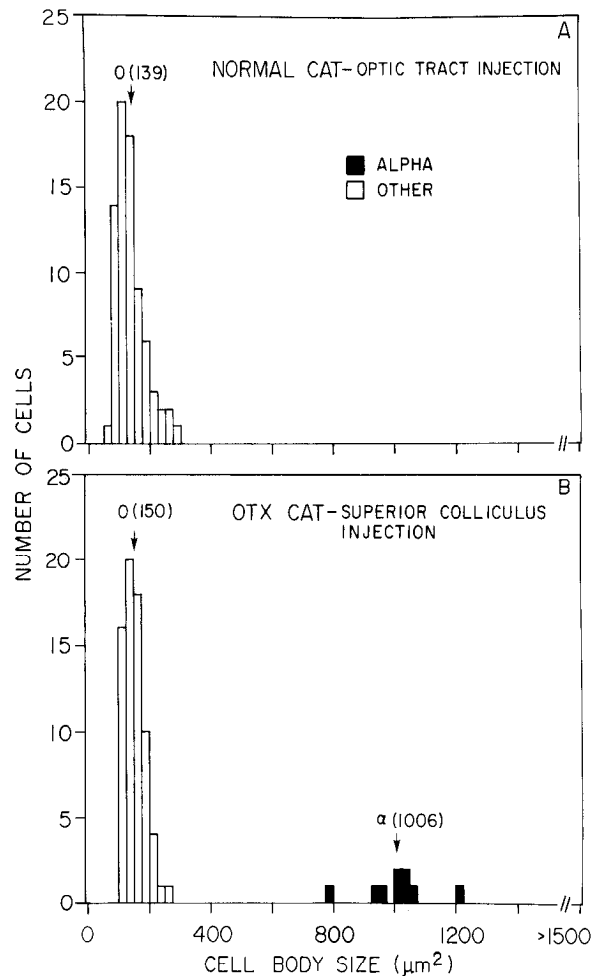 A
NORMAL CAT-OPTIC TRACT INJECTION
O(139)
ALPHA
OTHER
25
20
15
10
5
0
NUMBER OF CELLS
B
OTX CAT-SUPERIOR COLLICULUS
INJECTION
O(150)
α(1006)
25
20
15
10
5
0
0 400 800 1200 >1500
CELL BODY SIZE (μm²)